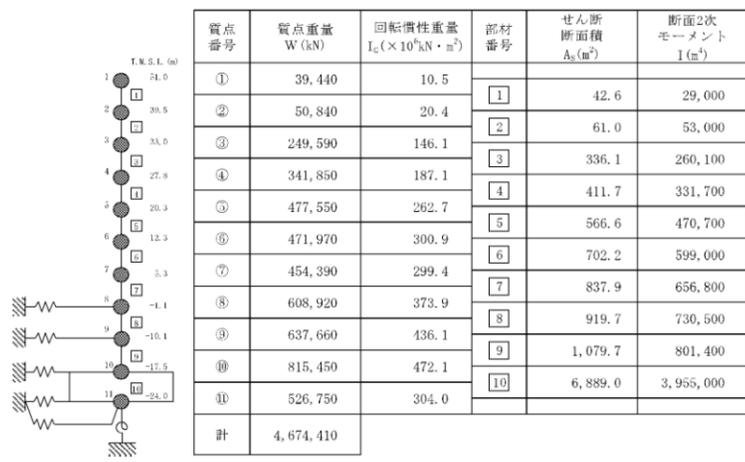 T.M.S.L. (m)
1 51.0
1
2 39.5
2
3 33.0
3
4 27.8
4
5 20.3
5
6 12.3
6
7 5.3
7
8 -1.1
8
9 -10.1
9
10 -17.5
10
11 -24.0
質点番号 質点重量 W(kN) 回転慣性重量 I_G(×10⁶kN・m²)
① 39,440 10.5
② 50,840 20.4
③ 249,590 146.1
④ 341,850 187.1
⑤ 477,550 262.7
⑥ 471,970 300.9
⑦ 454,390 299.4
⑧ 608,920 373.9
⑨ 637,660 436.1
⑩ 815,450 472.1
⑪ 526,750 304.0
計 4,674,410
部材番号 せん断断面積 A_S(m²) 断面2次モーメント I(m⁴)
1 42.6 29,000
2 61.0 53,000
3 336.1 260,100
4 411.7 331,700
5 566.6 470,700
6 702.2 599,000
7 837.9 656,800
8 919.7 730,500
9 1,079.7 801,400
10 6,889.0 3,955,000